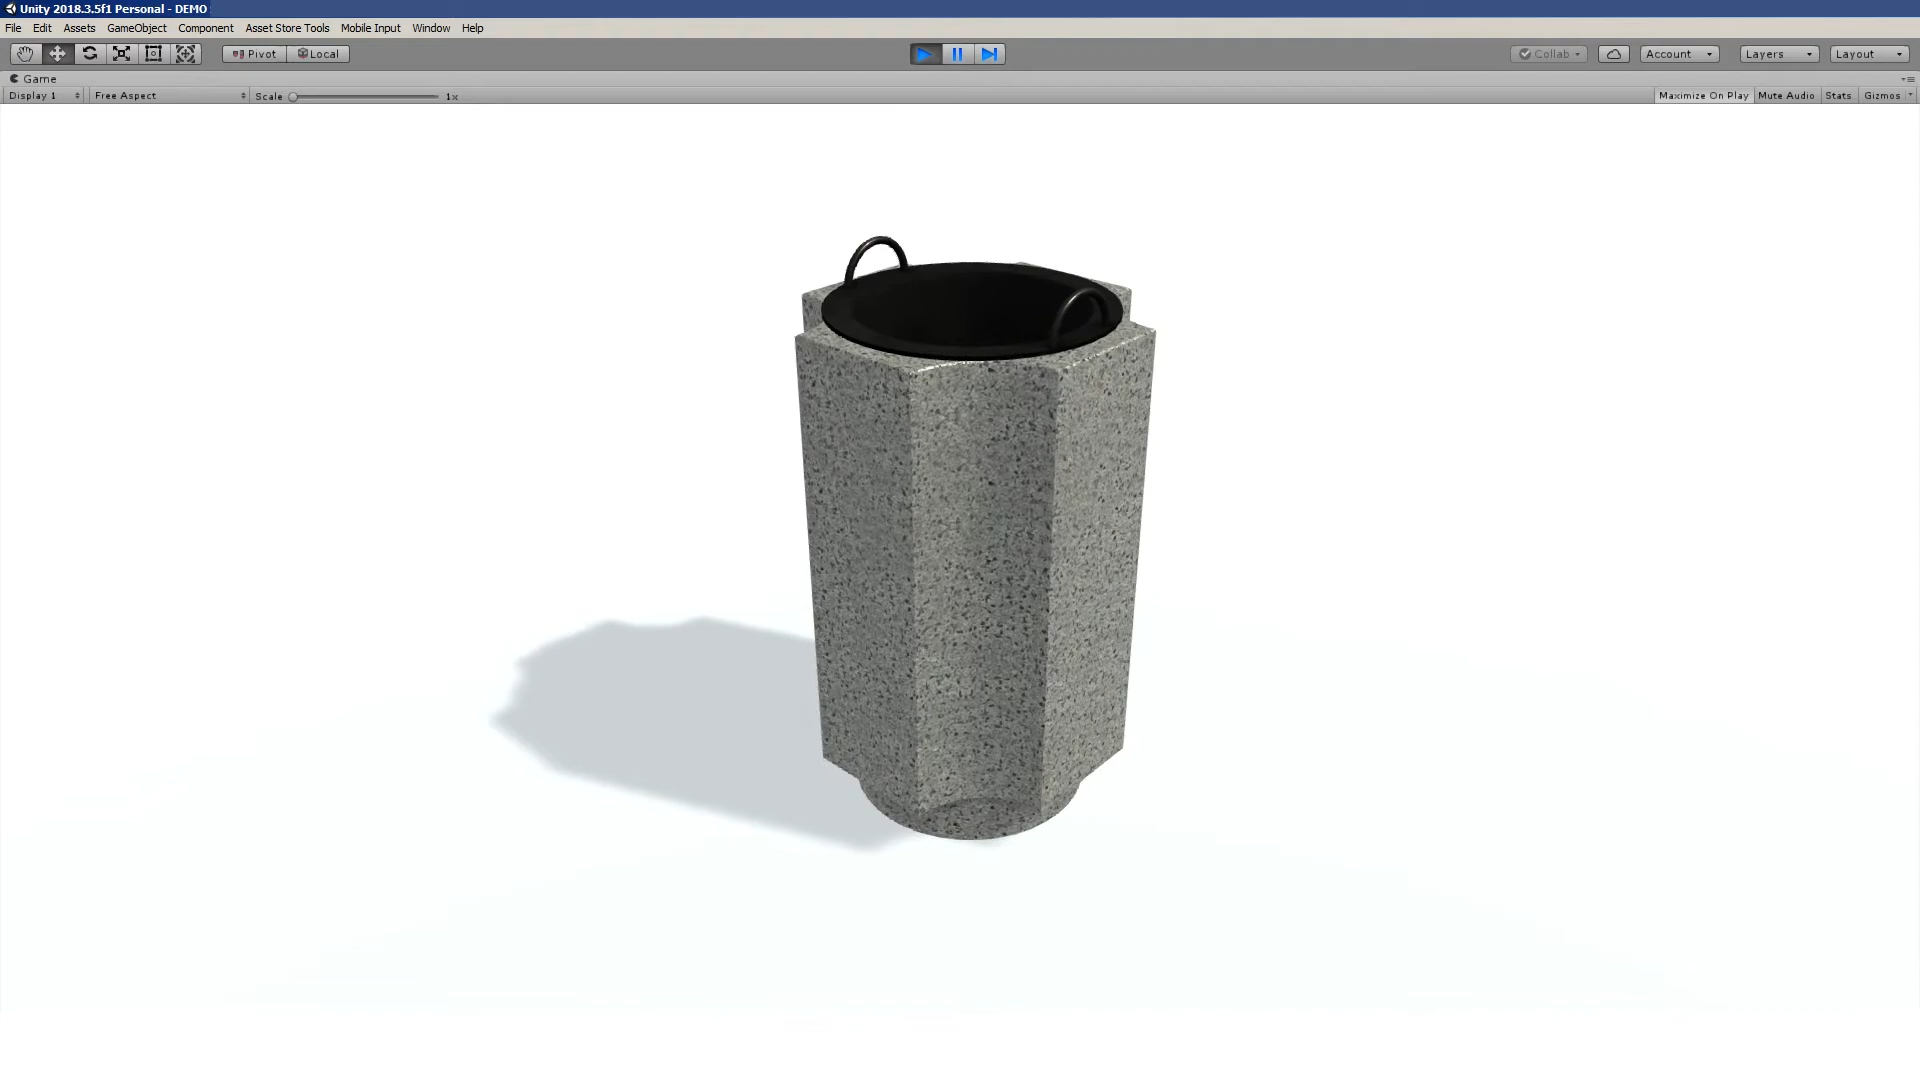 Unity 2018.3.5f1 Personal - DEMO
File Edit Assets GameObject Component Asset Store Tools Mobile Input Window Help
Pivot Local Collab Account Layers Layout
Game
Display 1 Free Aspect Scale 1x Maximize On Play Mute Audio Stats Gizmos